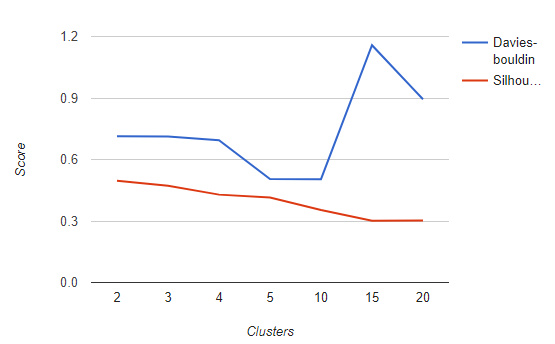 1.2
0.9
0.6
0.3
0.0
Score
2 3 4 5 10 15 20
Clusters
Davies-
bouldin
Silhou...